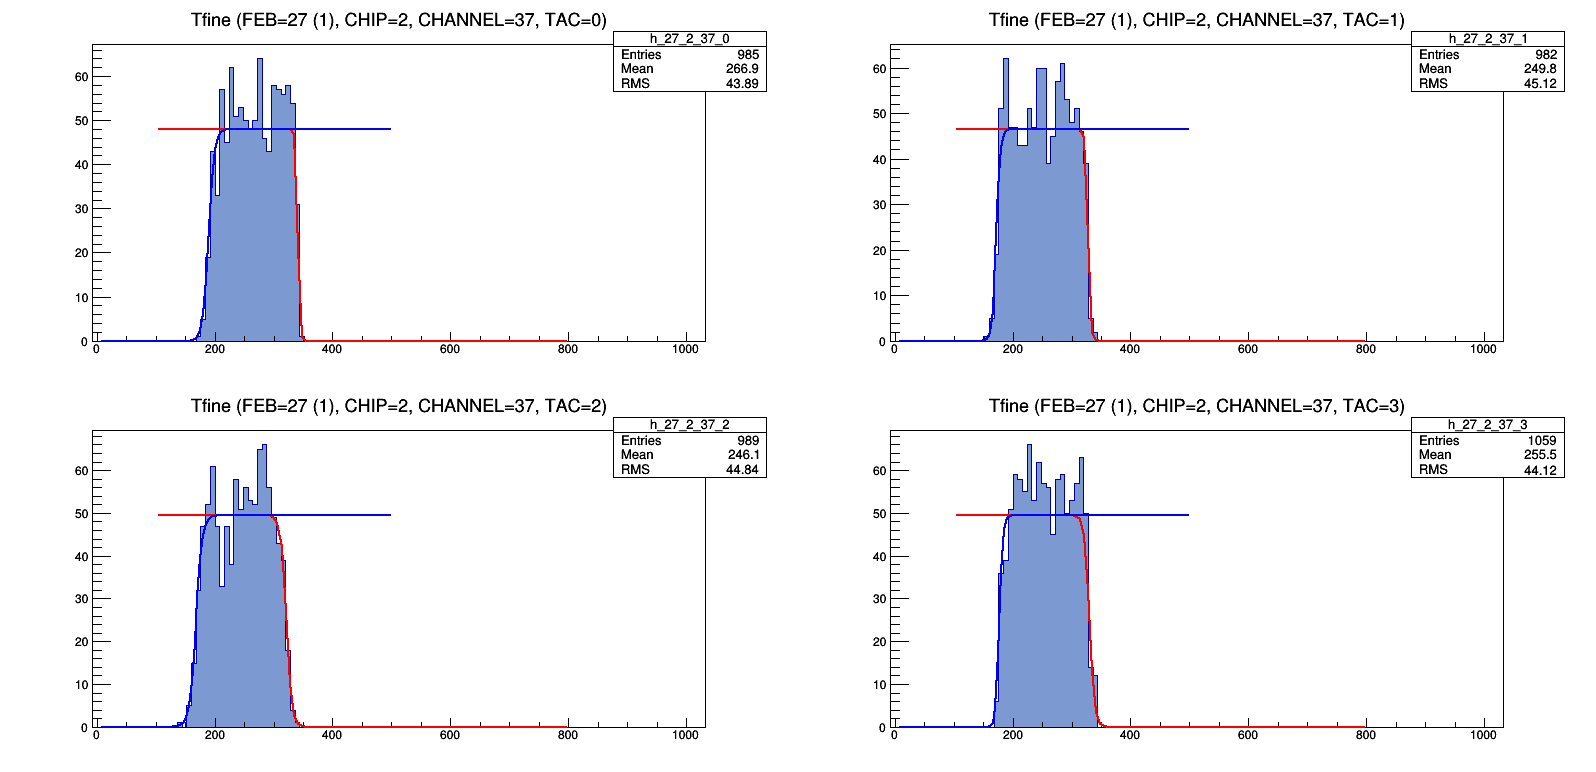 Tfine (FEB=27 (1), CHIP=2, CHANNEL=37, TAC=0)
h_27_2_37_0
Entries 985
Mean 266.9
RMS 43.89
60
50
40
30
20
10
0
0 200 400 600 800 1000
Tfine (FEB=27 (1), CHIP=2, CHANNEL=37, TAC=1)
h_27_2_37_1
Entries 982
Mean 249.8
RMS 45.12
60
50
40
30
20
10
0
0 200 400 600 800 1000
Tfine (FEB=27 (1), CHIP=2, CHANNEL=37, TAC=2)
h_27_2_37_2
Entries 989
Mean 246.1
RMS 44.84
60
50
40
30
20
10
0
0 200 400 600 800 1000
Tfine (FEB=27 (1), CHIP=2, CHANNEL=37, TAC=3)
h_27_2_37_3
Entries 1059
Mean 255.5
RMS 44.12
60
50
40
30
20
10
0
0 200 400 600 800 1000